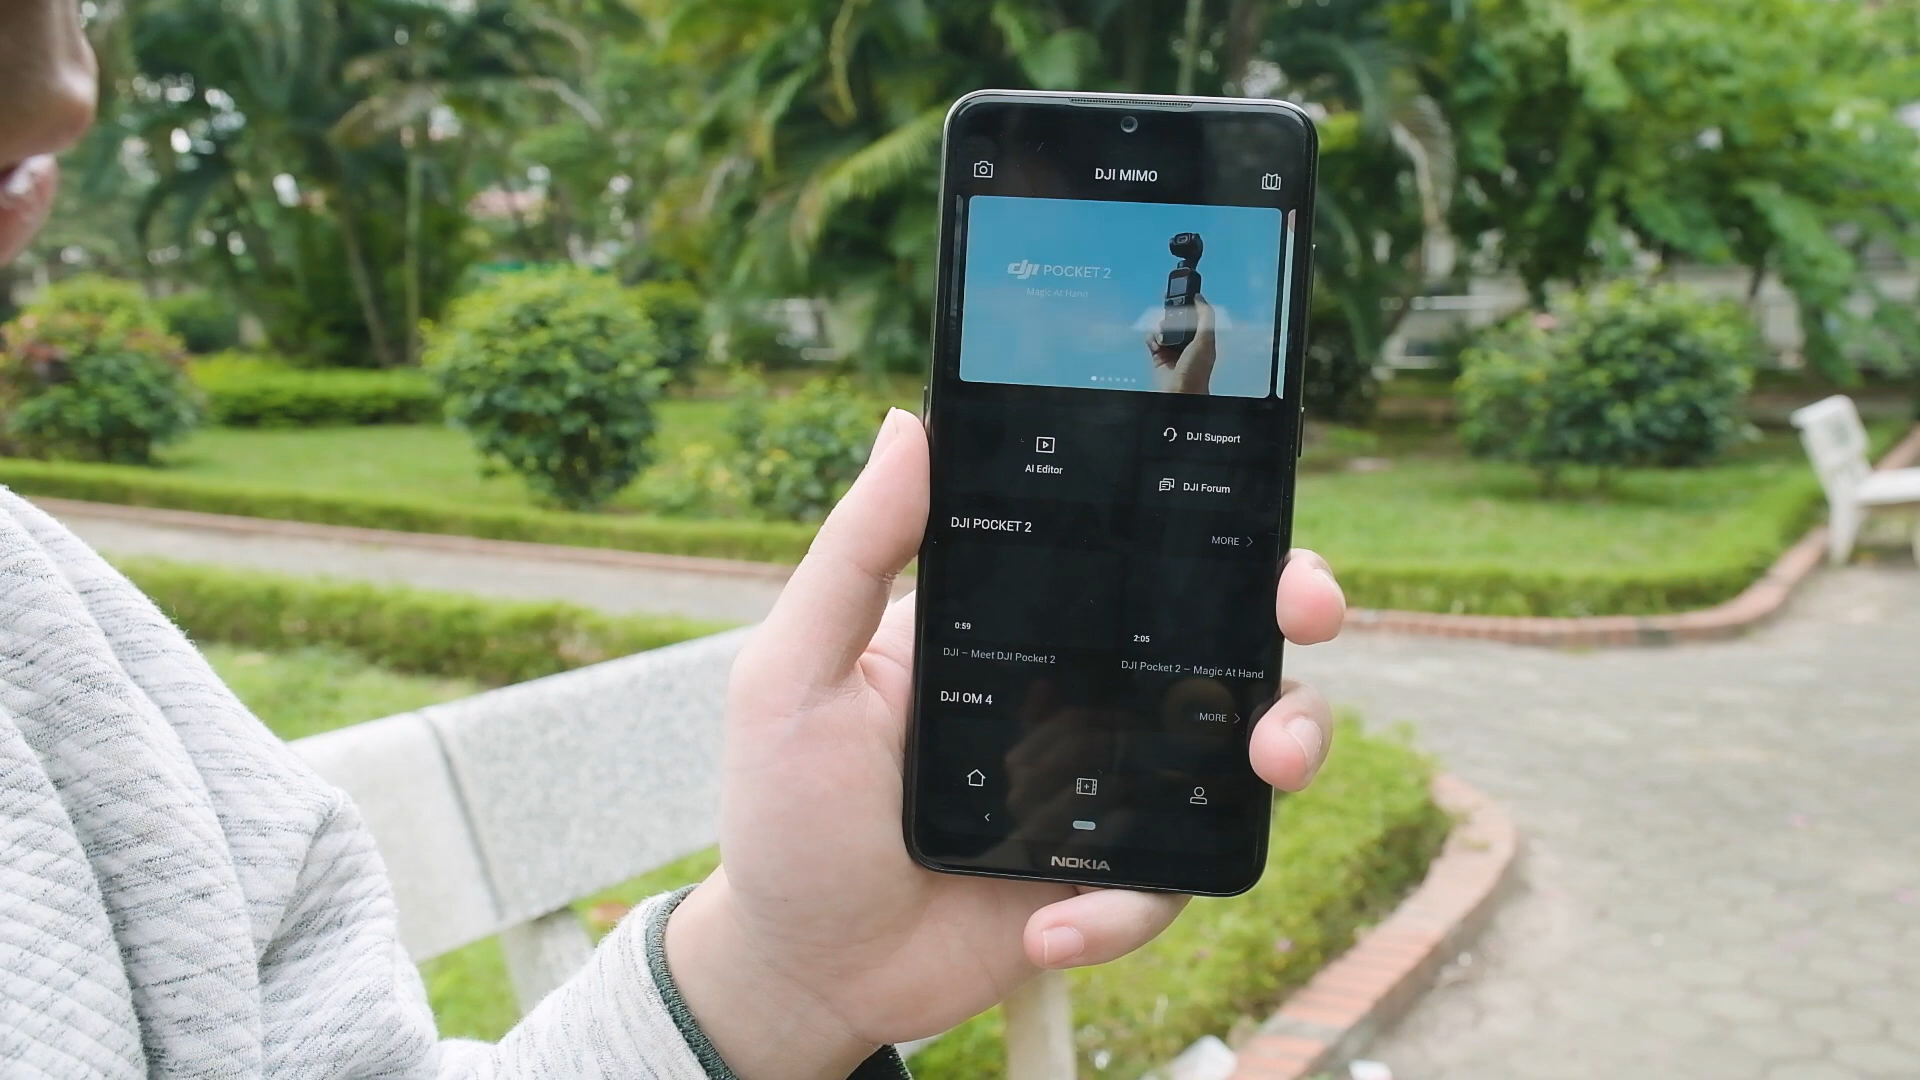 DJI MIMO
dji POCKET 2
Magic At Hand
AI Editor
DJI Support
DJI Forum
DJI POCKET 2
MORE
0:59
2:05
DJI – Meet DJI Pocket 2
DJI Pocket 2 – Magic At Hand
DJI OM 4
MORE
NOKIA